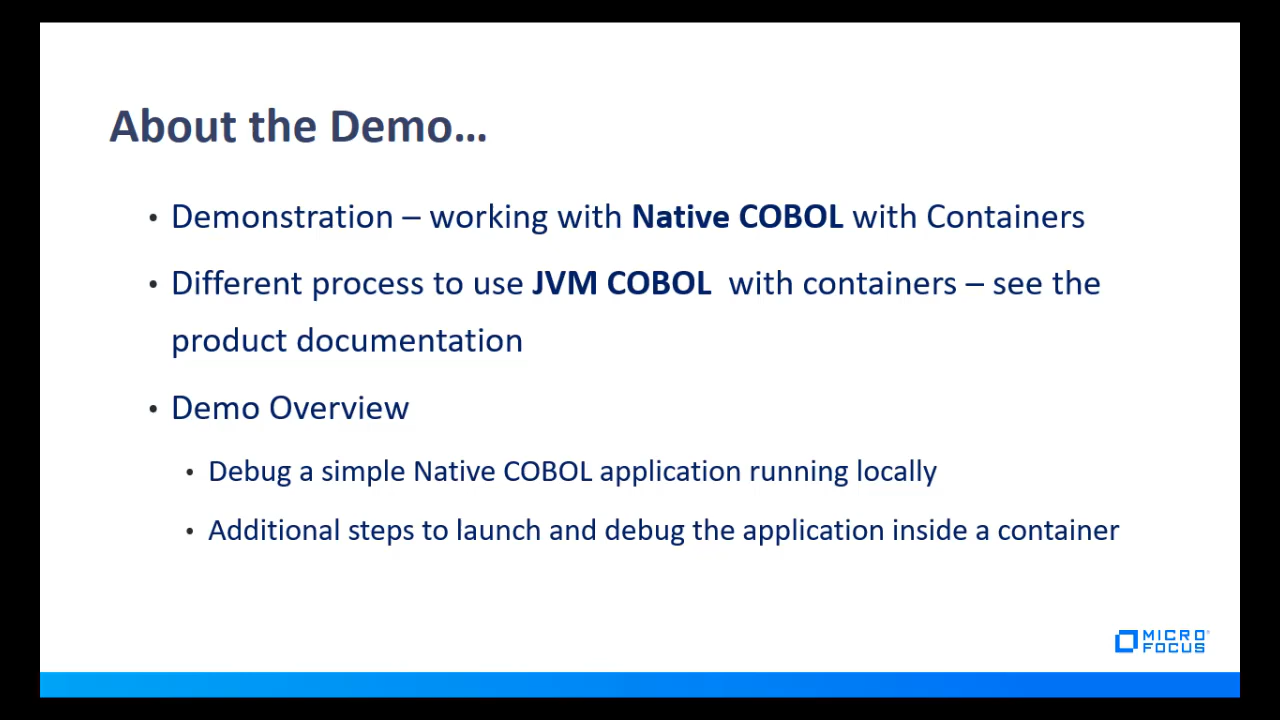 About the Demo...
• Demonstration – working with Native COBOL with Containers
• Different process to use JVM COBOL with containers – see the
product documentation
• Demo Overview
• Debug a simple Native COBOL application running locally
• Additional steps to launch and debug the application inside a container
MICRO
FOCUS